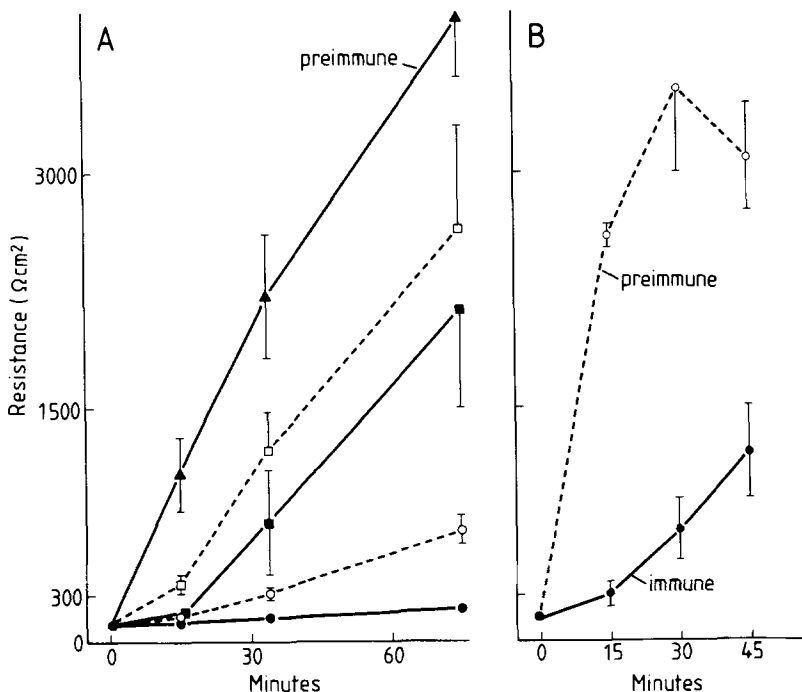 A
preimmune
3000
1500
300
0
Resistance (Ωcm²)
0
30
60
Minutes
B
preimmune
immune
0
15
30
45
Minutes